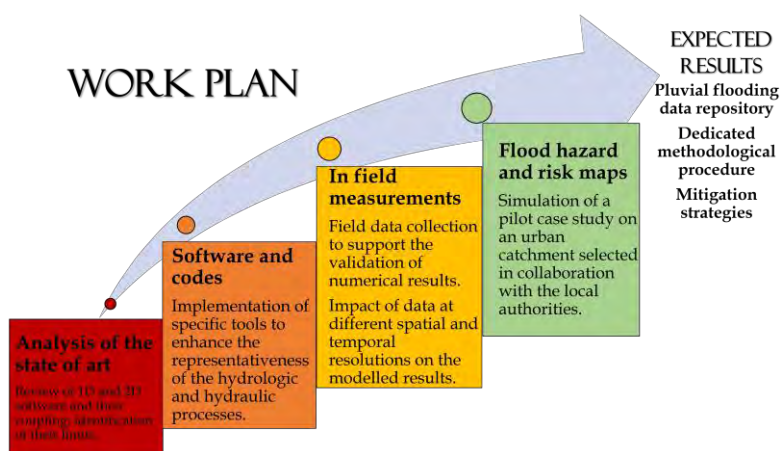 WORK PLAN
Analysis of the
state of art
Review of 1D and 2D
software and their
coupling; identification
of their limits.
Software and
codes
Implementation of
specific tools to
enhance the
representativeness
of the hydrologic
and hydraulic
processes.
In field
measurements
Field data collection
to support the
validation of
numerical results.
Impact of data at
different spatial and
temporal
resolutions on the
modelled results.
Flood hazard
and risk maps
Simulation of a
pilot case study on
an urban
catchment selected
in collaboration
with the local
authorities.
EXPECTED
RESULTS
Pluvial flooding
data repository
Dedicated
methodological
procedure
Mitigation
strategies